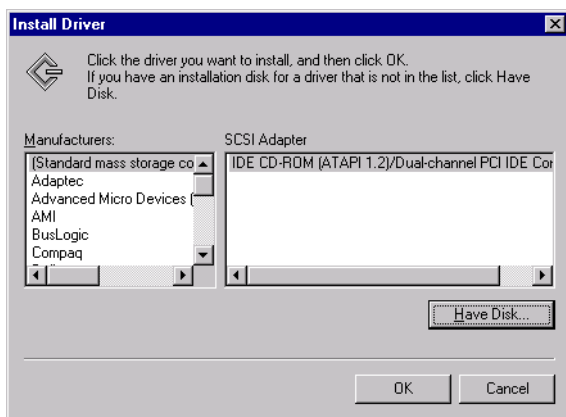 Install Driver
Click the driver you want to install, and then click OK.
If you have an installation disk for a driver that is not in the list, click Have
Disk.
Manufacturers:
(Standard mass storage co
Adaptec
Advanced Micro Devices (
AMI
BusLogic
Compaq
SCSI Adapter
IDE CD-ROM (ATAPI 1.2)/Dual-channel PCI IDE Cor
Have Disk...
OK
Cancel